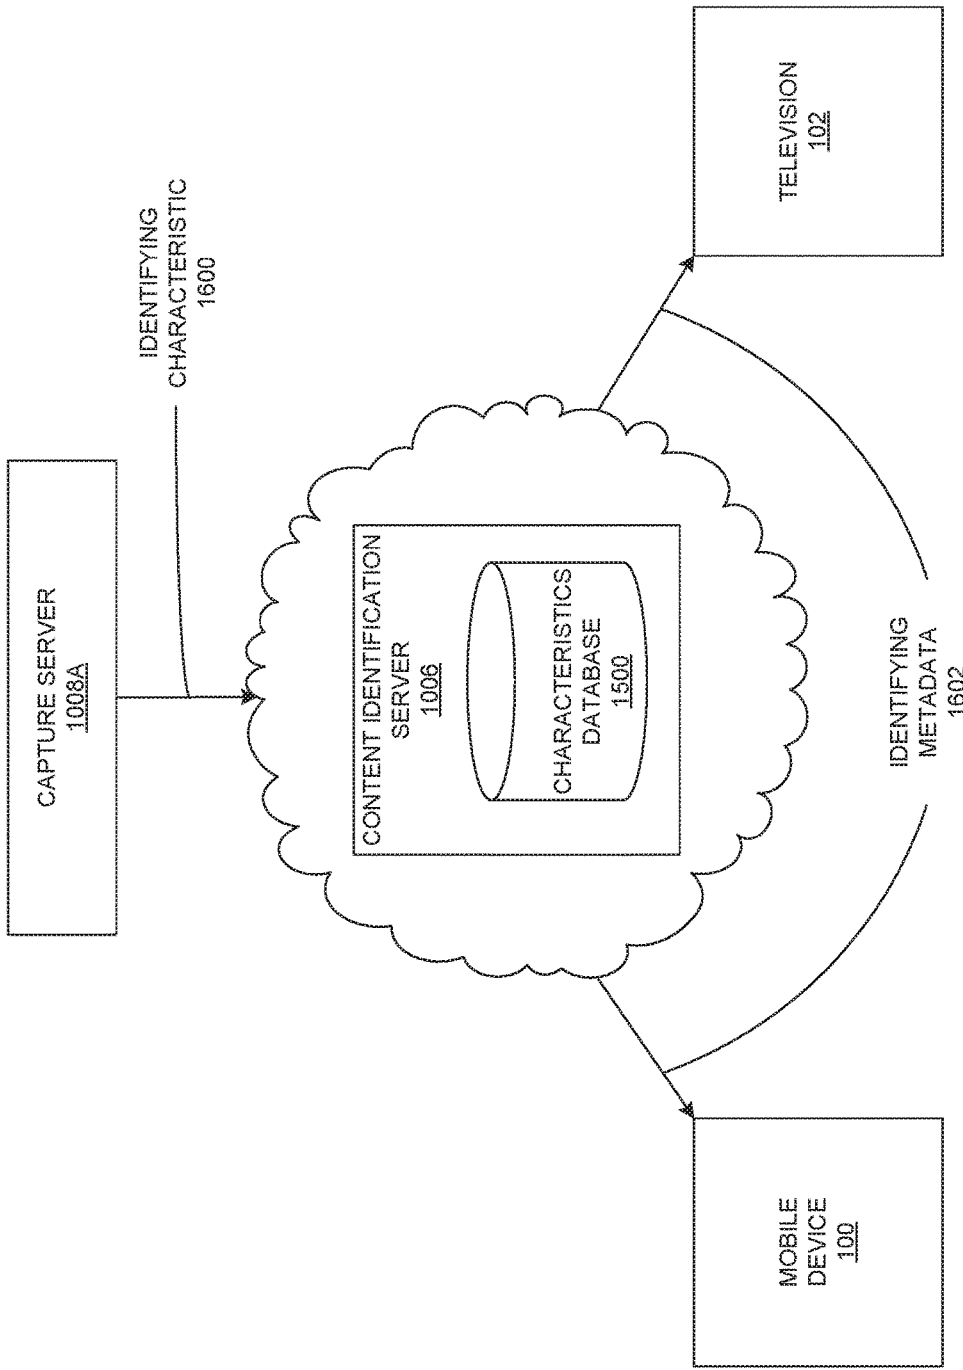 CAPTURE SERVER
1008A
IDENTIFYING
CHARACTERISTIC
1600
CONTENT IDENTIFICATION
SERVER
1006
CHARACTERISTICS
DATABASE
1500
MOBILE
DEVICE
100
IDENTIFYING
METADATA
1602
TELEVISION
102